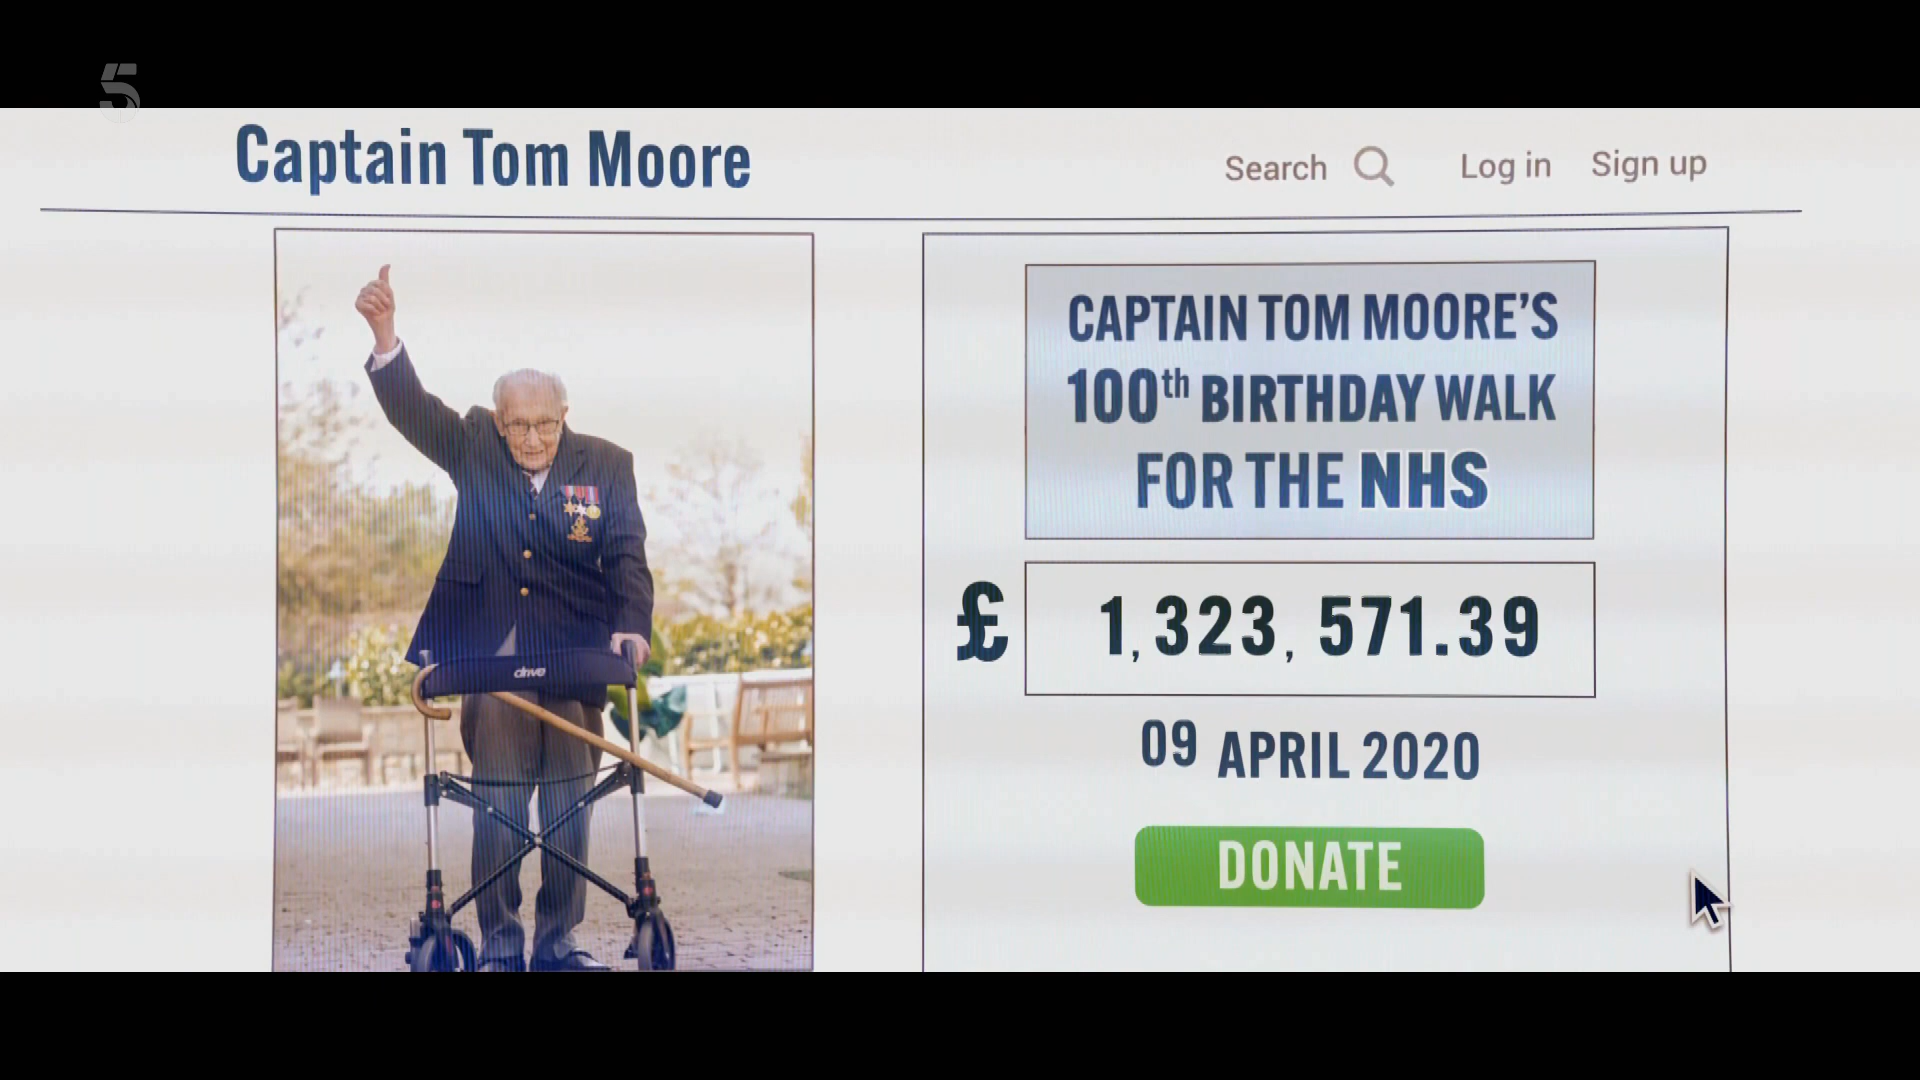 5
Captain Tom Moore
Search
Log in
Sign up
CAPTAIN TOM MOORE'S
100th BIRTHDAY WALK
FOR THE NHS
£ 1,323,571.39
09 APRIL 2020
DONATE
drive